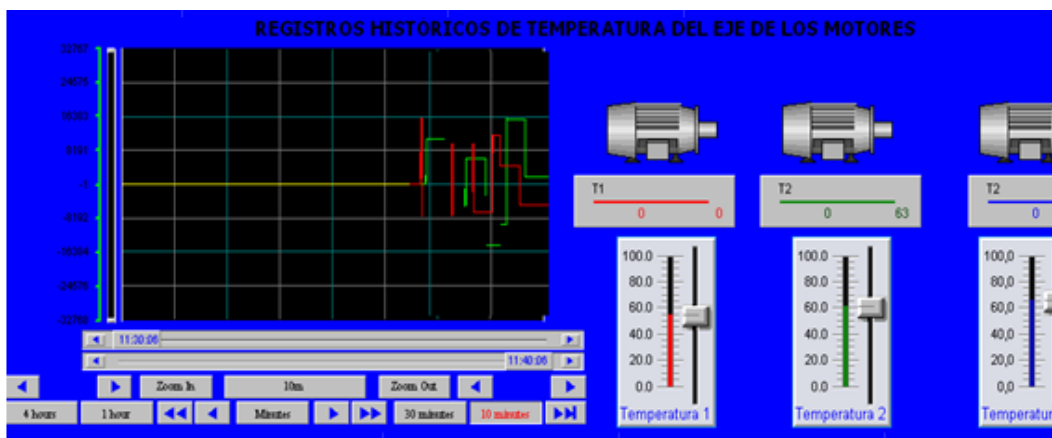 REGISTROS HISTÓRICOS DE TEMPERATURA DEL EJE DE LOS MOTORES
32767
24575
16383
8191
-8192
-16384
-24576
11:30:06
11:40:06
Zoom In
10m
Zoom Out
4 hours
1 hour
Minutes
30 minutes
10 minutes
T1
0
0
T2
0
63
T2
0
100.0
80.0
60.0
40.0
20.0
0.0
Temperatura 1
100.0
80.0
60.0
40.0
20.0
0.0
Temperatura 2
100,0
80,0
60,0
40,0
20,0
0,0